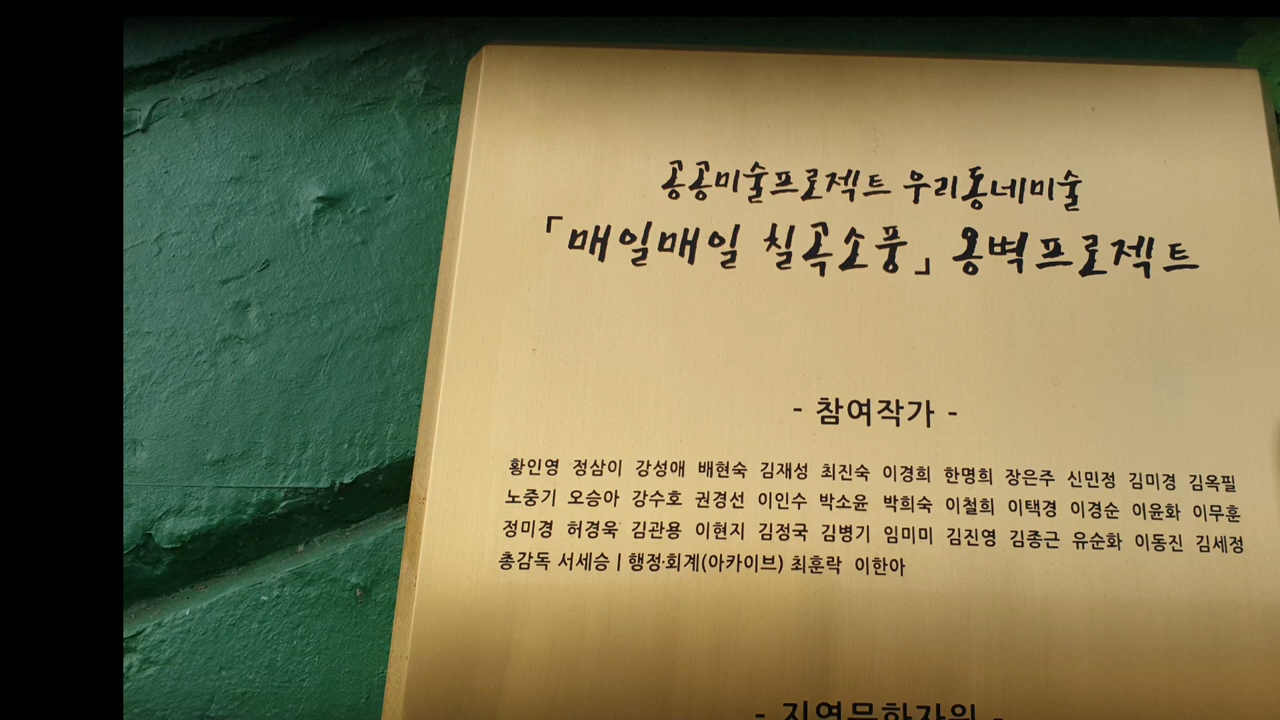 공공미술프로젝트 우리동네미술
「매일매일 칠곡소풍」 옹벽프로젝트
- 참여작가 -
황인영 정삼이 강성애 배현숙 김재성 최진숙 이경희 한명희 장은주 신민정 김미경 김옥필
노중기 오승아 강수호 권경선 이인수 박소윤 박희숙 이철희 이택경 이경순 이윤화 이무훈
정미경 허경욱 김관용 이현지 김정국 김병기 임미미 김진영 김종근 유순화 이동진 김세정
총감독 서세승 | 행정·회계(아카이브) 최훈락 이한아
- 지역문화자원 -